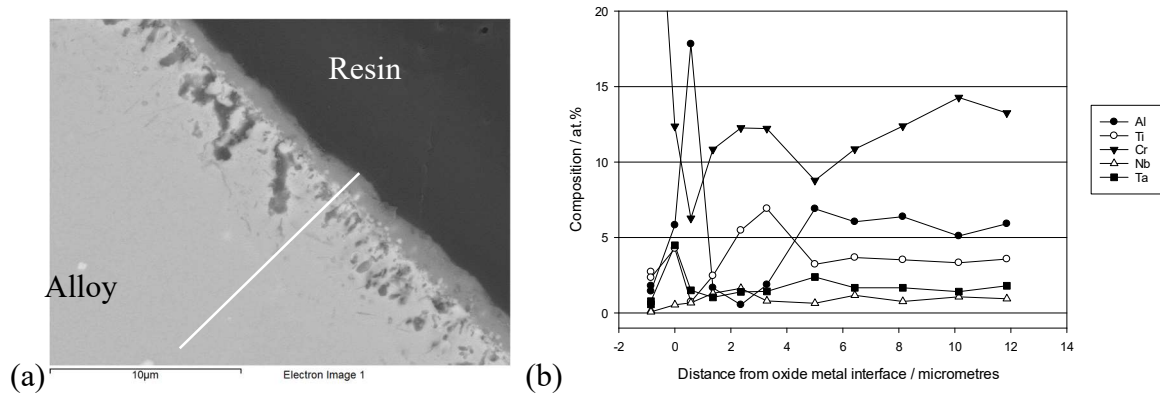 Resin
Alloy
(a)
10µm
Electron Image 1
(b)
Composition / at.%
20
15
10
5
0
-2 0 2 4 6 8 10 12 14
Distance from oxide metal interface / micrometres
Al
Ti
Cr
Nb
Ta